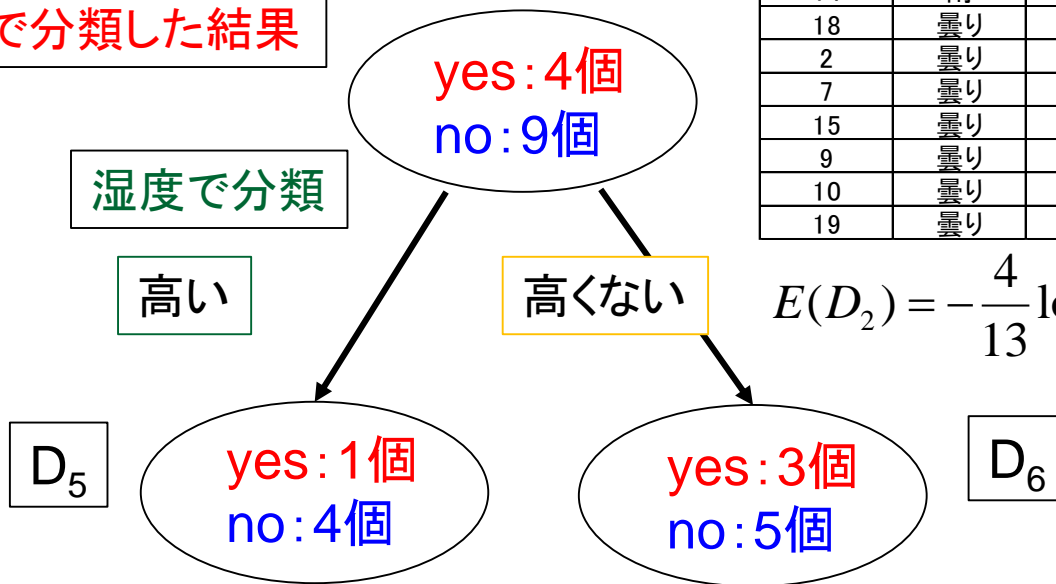 で分類した結果
yes:4個
no:9個
18 曇り
2 曇り
7 曇り
15 曇り
9 曇り
10 曇り
19 曇り
湿度で分類
高い
高くない
E(D₂) = − 4/13
D₅
yes:1個
no:4個
yes:3個
no:5個
D₆